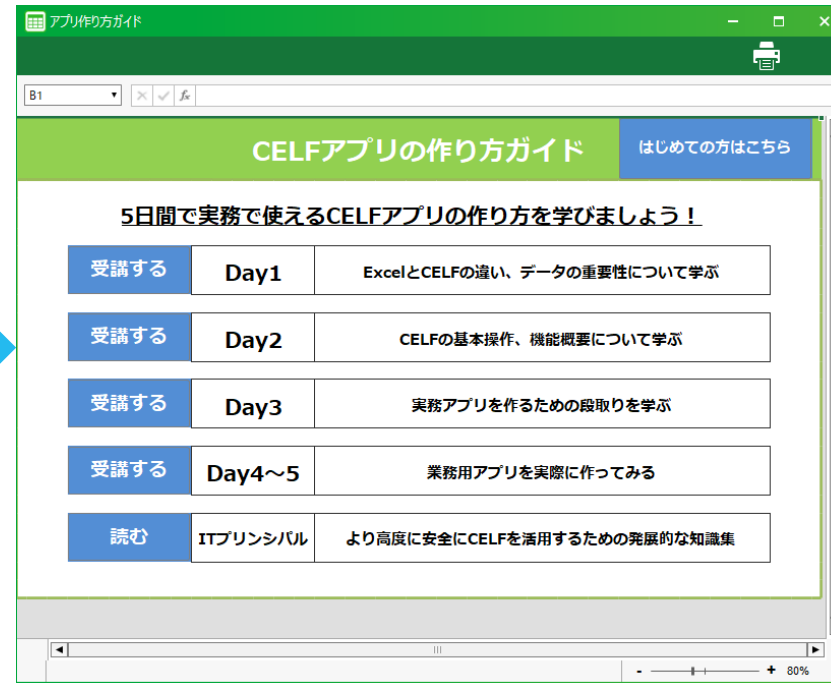 アプリ作り方ガイド
B1
fx
CELFアプリの作り方ガイド
はじめての方はこちら
5日間で実務で使えるCELFアプリの作り方を学びましょう！
受講する Day1 ExcelとCELFの違い、データの重要性について学ぶ
受講する Day2 CELFの基本操作、機能概要について学ぶ
受講する Day3 実務アプリを作るための段取りを学ぶ
受講する Day4～5 業務用アプリを実際に作ってみる
読む ITプリンシパル より高度に安全にCELFを活用するための発展的な知識集
- + 80%